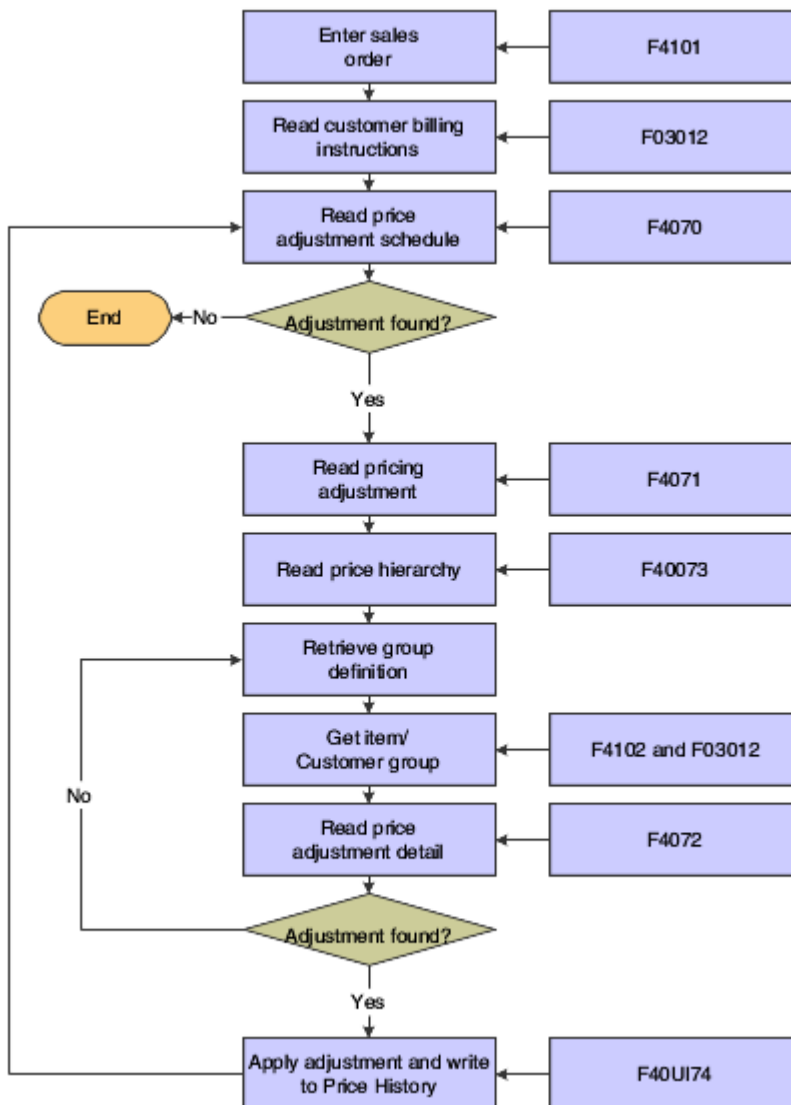 Enter sales
order
F4101
Read customer billing
instructions
F03012
Read price
adjustment schedule
F4070
End
No
Adjustment found?
Yes
Read pricing
adjustment
F4071
Read price hierarchy
F40073
Retrieve group
definition
Get item/
Customer group
F4102 and F03012
No
Read price
adjustment detail
F4072
Adjustment found?
Yes
Apply adjustment and write
to Price History
F40UI74